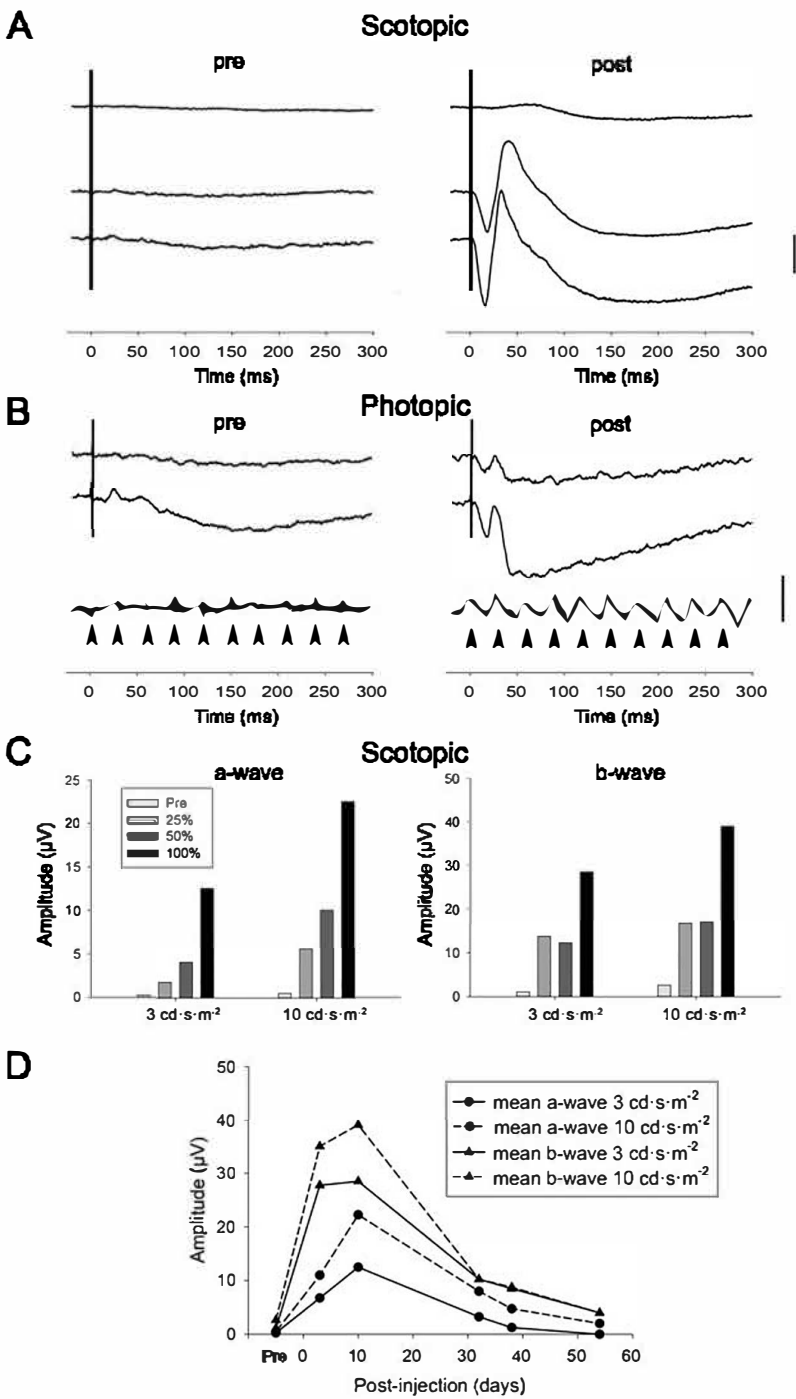 A
Scotopic
pre
post
0 50 100 150 200 250 300
Time (ms)
0 50 100 150 200 250 300
Time (ms)
B
Photopic
pre
post
0 50 100 150 200 250 300
Time (ms)
0 50 100 150 200 250 300
Time (ms)
C
Scotopic
a-wave
25
20
15
10
5
0
Amplitude (µV)
Pre
25%
50%
100%
3 cd·s·m⁻²
10 cd·s·m⁻²
b-wave
50
40
30
20
10
0
Amplitude (µV)
3 cd·s·m⁻²
10 cd·s·m⁻²
D
50
40
30
20
10
0
Amplitude (µV)
mean a-wave 3 cd·s·m⁻²
mean a-wave 10 cd·s·m⁻²
mean b-wave 3 cd·s·m⁻²
mean b-wave 10 cd·s·m⁻²
Pre 0 10 20 30 40 50 60
Post-injection (days)